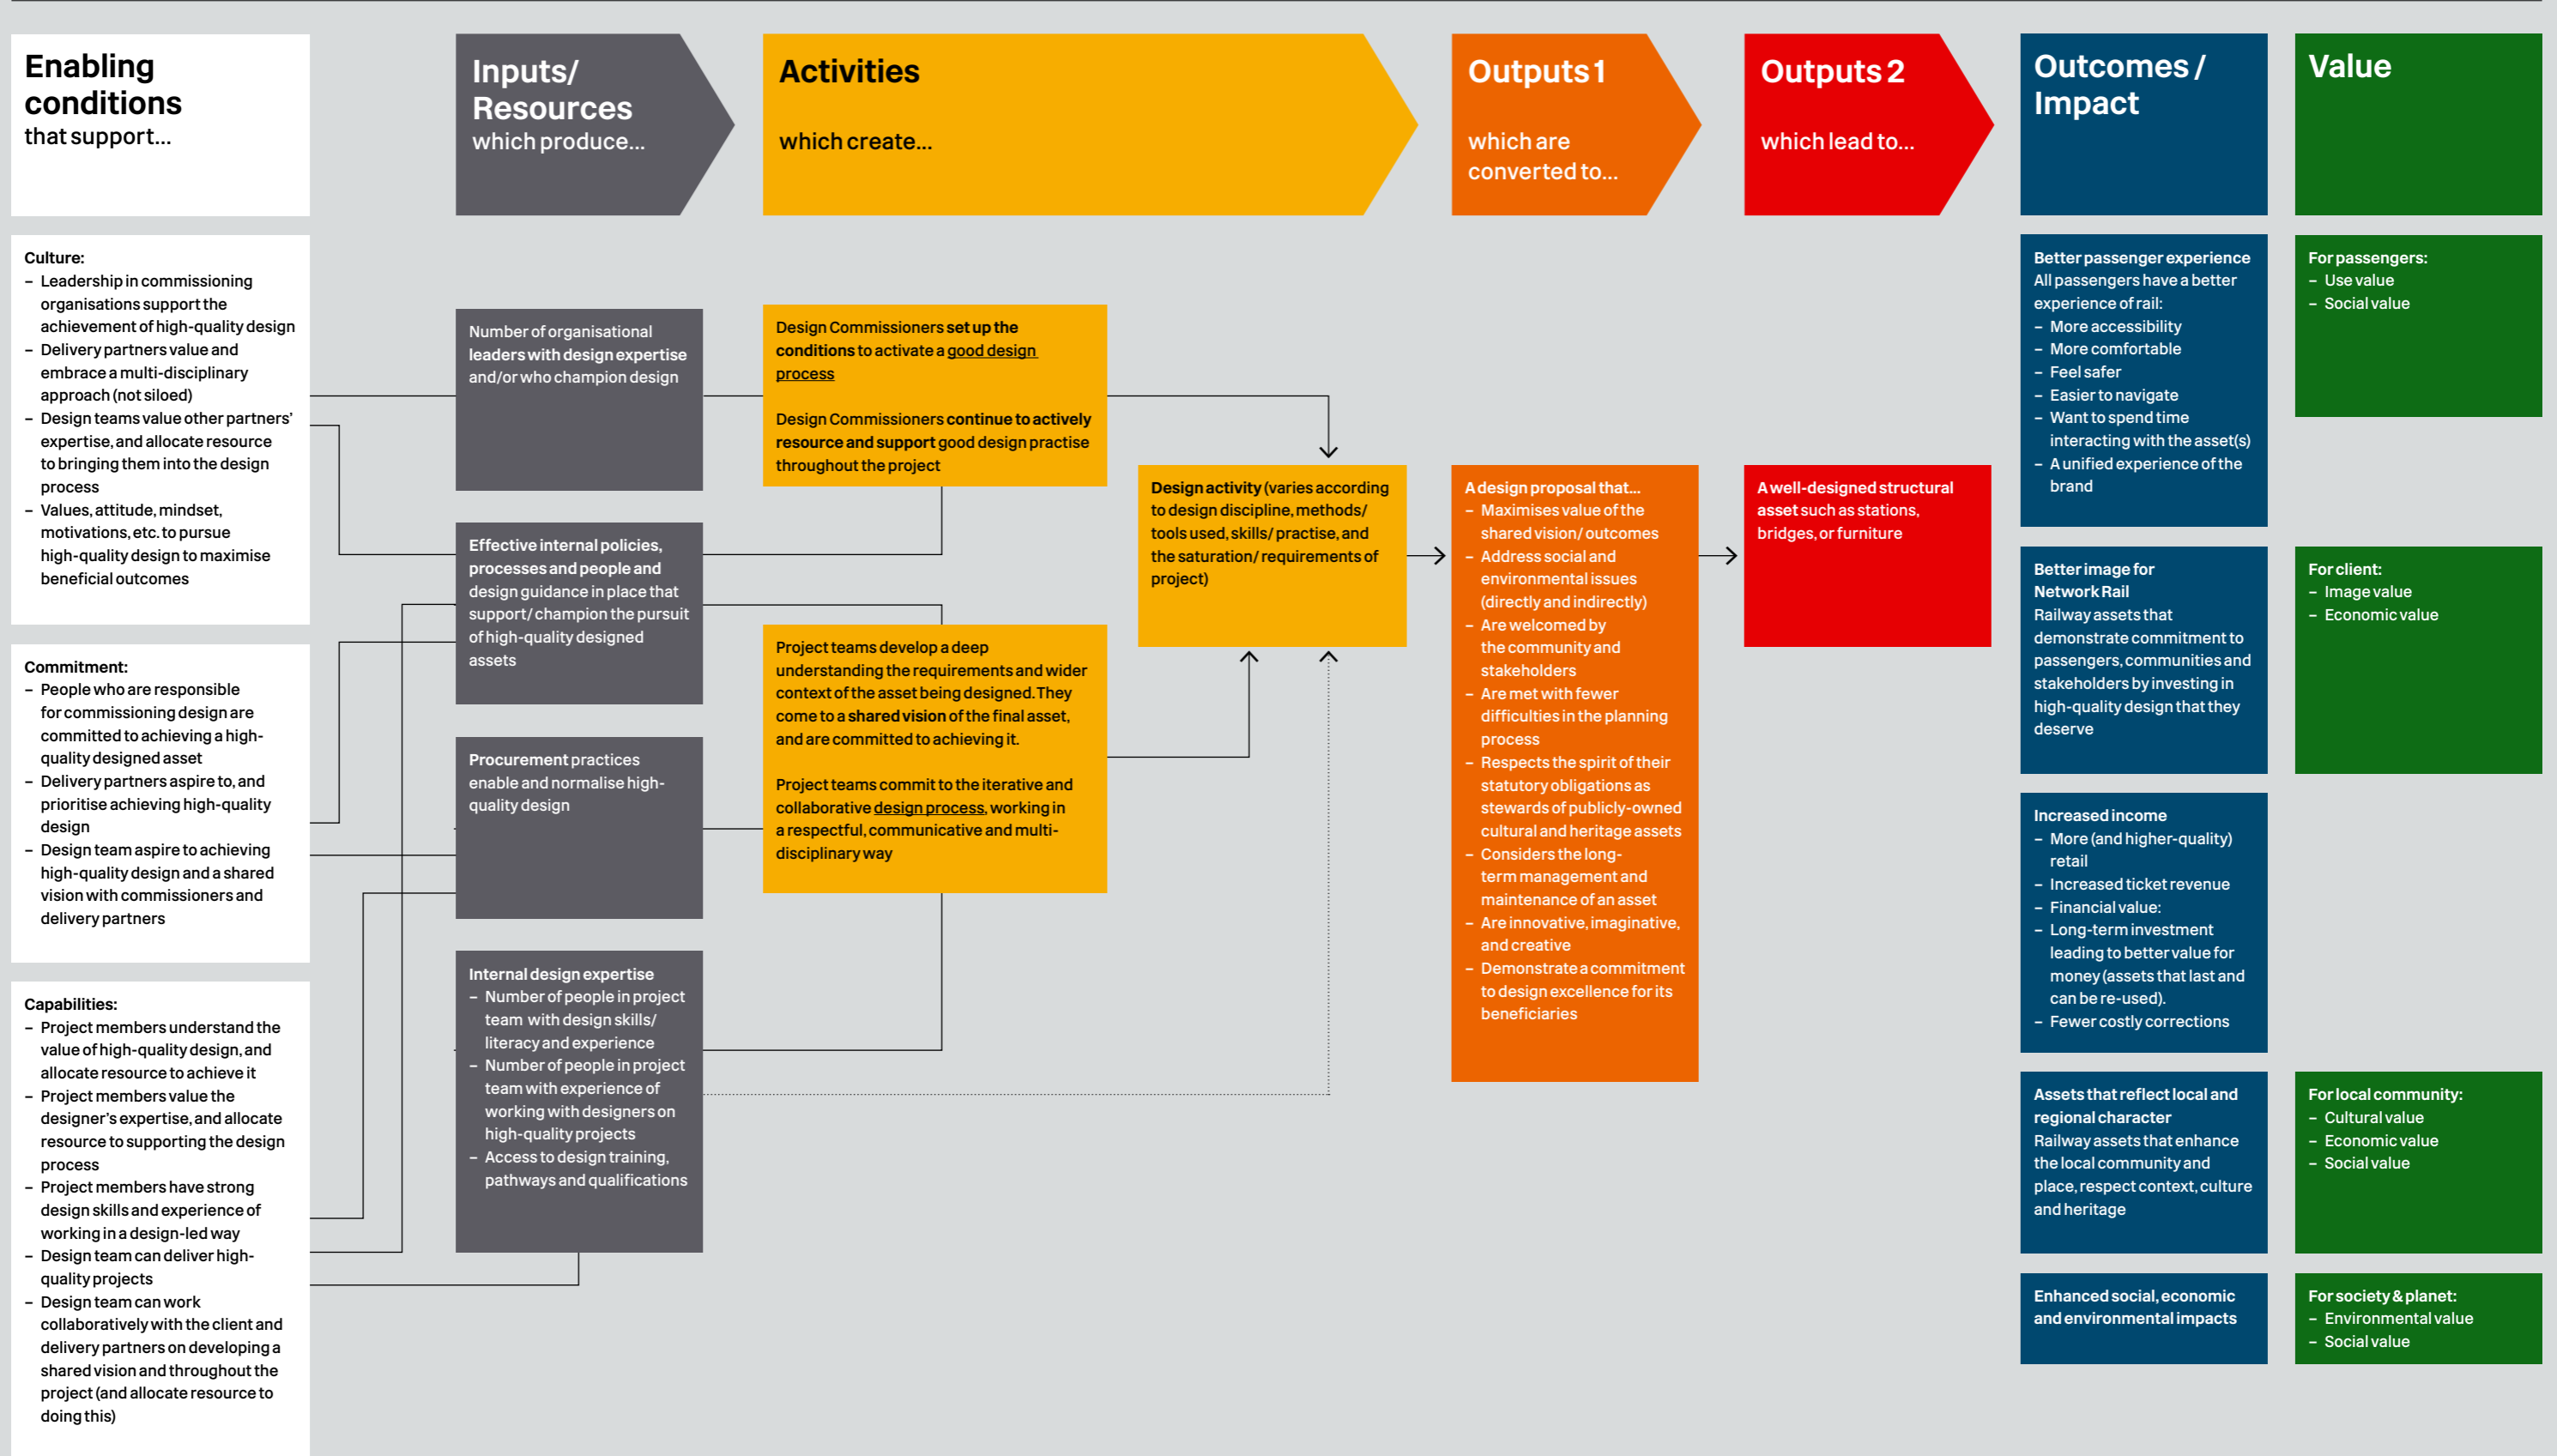 Enabling
conditions
that support...
Inputs/
Resources
which produce...
Activities
which create...
Outputs 1
which are
converted to...
Outputs 2
which lead to...
Outcomes /
Impact
Value
Culture:
– Leadership in commissioning
organisations support the
achievement of high-quality design
– Delivery partners value and
embrace a multi-disciplinary
approach (not siloed)
– Design teams value other partners’
expertise, and allocate resource
to bringing them into the design
process
– Values, attitude, mindset,
motivations, etc. to pursue
high-quality design to maximise
beneficial outcomes
Commitment:
– People who are responsible
for commissioning design are
committed to achieving a high-
quality designed asset
– Delivery partners aspire to, and
prioritise achieving high-quality
design
– Design team aspire to achieving
high-quality design and a shared
vision with commissioners and
delivery partners
Capabilities:
– Project members understand the
value of high-quality design, and
allocate resource to achieve it
– Project members value the
designer’s expertise, and allocate
resource to supporting the design
process
– Project members have strong
design skills and experience of
working in a design-led way
– Design team can deliver high-
quality projects
– Design team can work
collaboratively with the client and
delivery partners on developing a
shared vision and throughout the
project (and allocate resource to
doing this)
Number of organisational
leaders with design expertise
and/or who champion design
Effective internal policies,
processes and people and
design guidance in place that
support/ champion the pursuit
of high-quality designed
assets
Procurement practices
enable and normalise high-
quality design
Internal design expertise
– Number of people in project
team with design skills/
literacy and experience
– Number of people in project
team with experience of
working with designers on
high-quality projects
– Access to design training,
pathways and qualifications
Design Commissioners set up the
conditions to activate a good design
process
Design Commissioners continue to actively
resource and support good design practise
throughout the project
Project teams develop a deep
understanding the requirements and wider
context of the asset being designed. They
come to a shared vision of the final asset,
and are committed to achieving it.
Project teams commit to the iterative and
collaborative design process, working in
a respectful, communicative and multi-
disciplinary way
Design activity (varies according
to design discipline, methods/
tools used, skills/ practise, and
the saturation/ requirements of
project)
A design proposal that...
– Maximises value of the
shared vision/ outcomes
– Address social and
environmental issues
(directly and indirectly)
– Are welcomed by
the community and
stakeholders
– Are met with fewer
difficulties in the planning
process
– Respects the spirit of their
statutory obligations as
stewards of publicly-owned
cultural and heritage assets
– Considers the long-
term management and
maintenance of an asset
– Are innovative, imaginative,
and creative
– Demonstrate a commitment
to design excellence for its
beneficiaries
A well-designed structural
asset such as stations,
bridges, or furniture
Better passenger experience
All passengers have a better
experience of rail:
– More accessibility
– More comfortable
– Feel safer
– Easier to navigate
– Want to spend time
interacting with the asset(s)
– A unified experience of the
brand
Better image for
Network Rail
Railway assets that
demonstrate commitment to
passengers, communities and
stakeholders by investing in
high-quality design that they
deserve
Increased income
– More (and higher-quality)
retail
– Increased ticket revenue
– Financial value:
– Long-term investment
leading to better value for
money (assets that last and
can be re-used).
– Fewer costly corrections
Assets that reflect local and
regional character
Railway assets that enhance
the local community and
place, respect context, culture
and heritage
Enhanced social, economic
and environmental impacts
For passengers:
– Use value
– Social value
For client:
– Image value
– Economic value
For local community:
– Cultural value
– Economic value
– Social value
For society & planet:
– Environmental value
– Social value